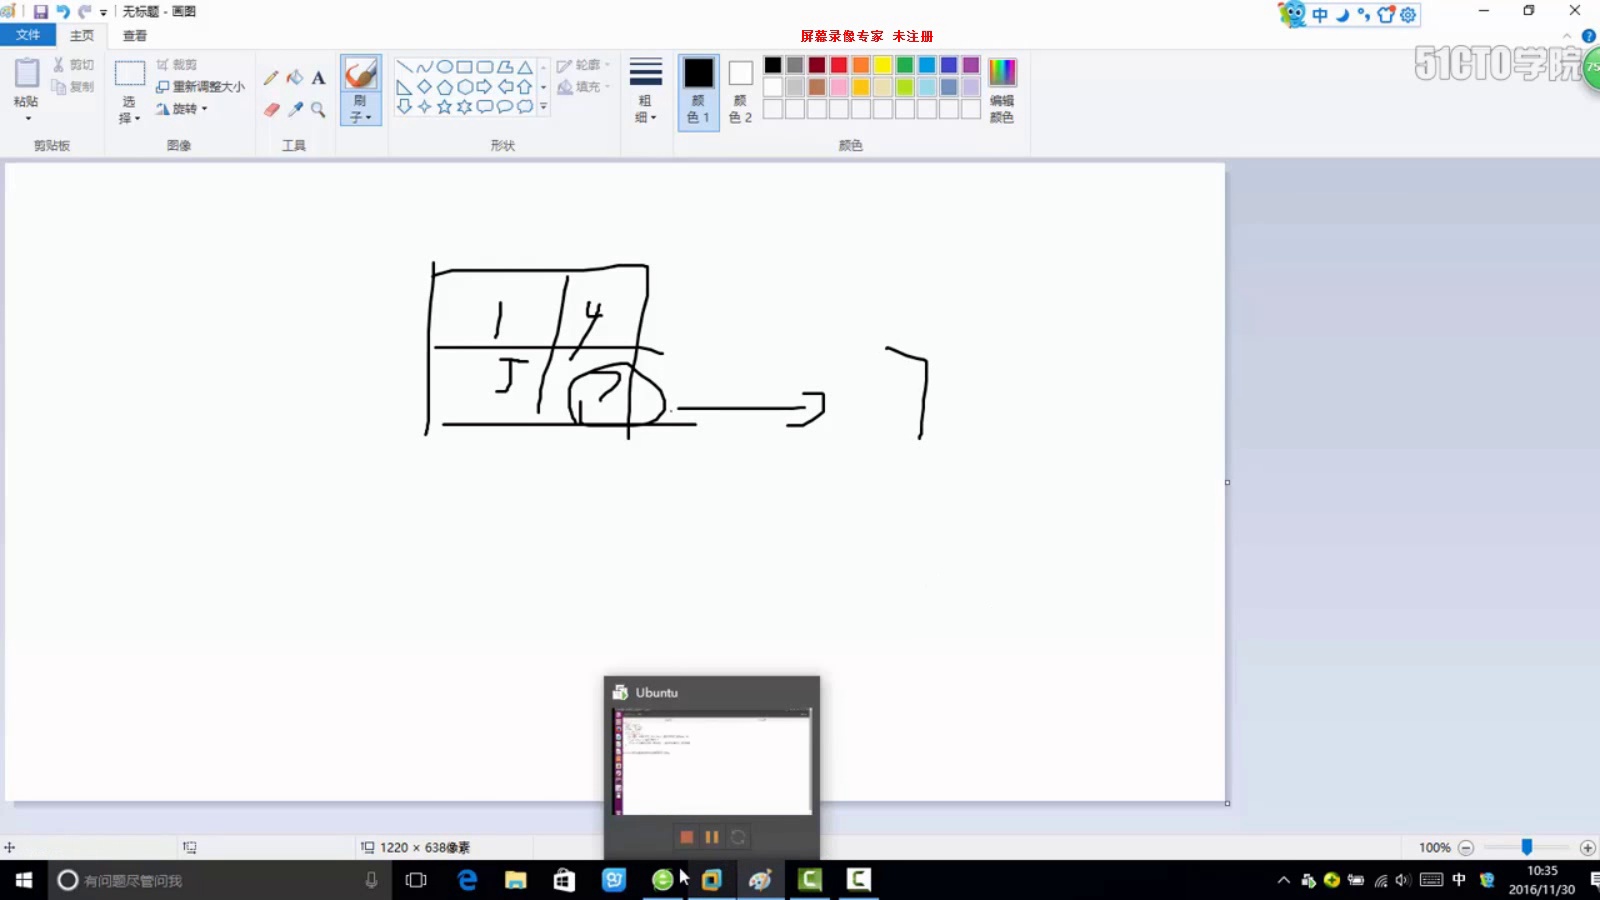 无标题 - 画图
中
文件
主页
查看
屏幕录像专家 未注册
51CTO学院
75
粘贴
剪切
复制
剪贴板
选择
裁剪
重新调整大小
旋转
图像
A
工具
刷子
轮廓
填充
形状
粗细
颜色 1
颜色 2
编辑颜色
颜色
1 4
5 7
7
Ubuntu
1220 × 638像素
100%
有问题尽管问我
中
10:35
2016/11/30